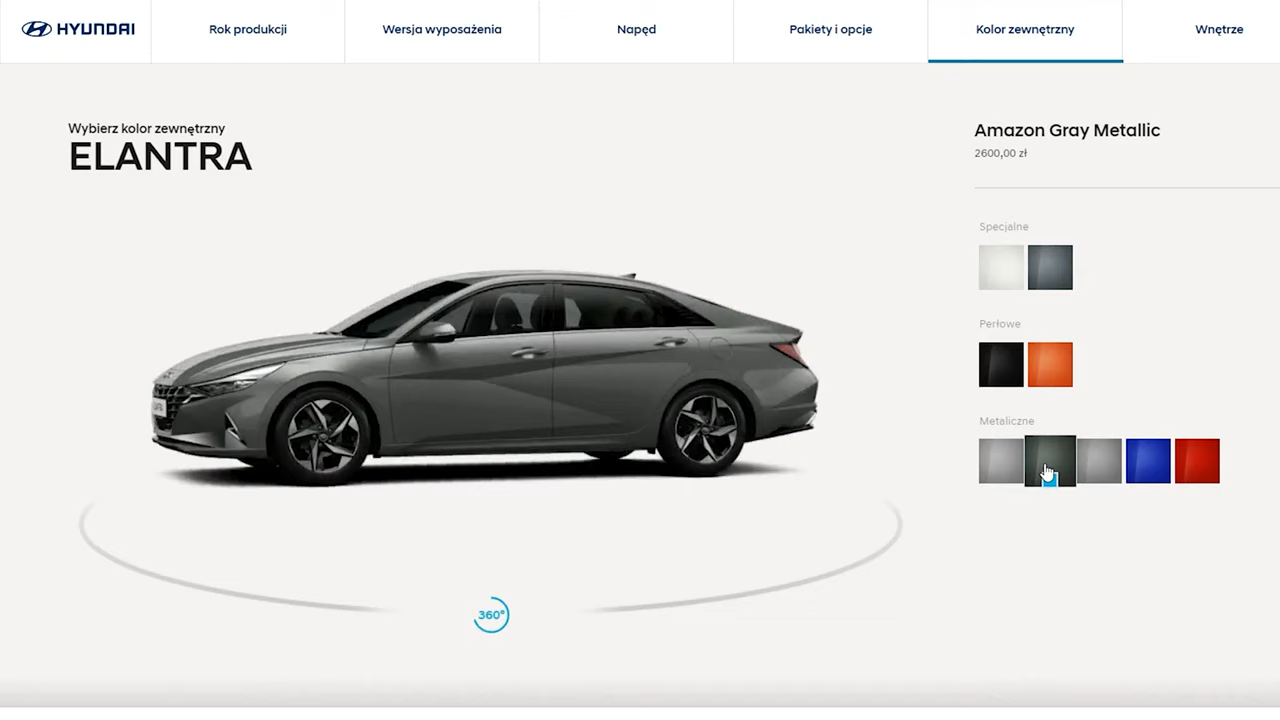 HYUNDAI
Rok produkcji
Wersja wyposażenia
Napęd
Pakiety i opcje
Kolor zewnętrzny
Wnętrze
Wybierz kolor zewnętrzny
ELANTRA
Amazon Gray Metallic
2600,00 zł
Specjalne
Perłowe
Metaliczne
360°